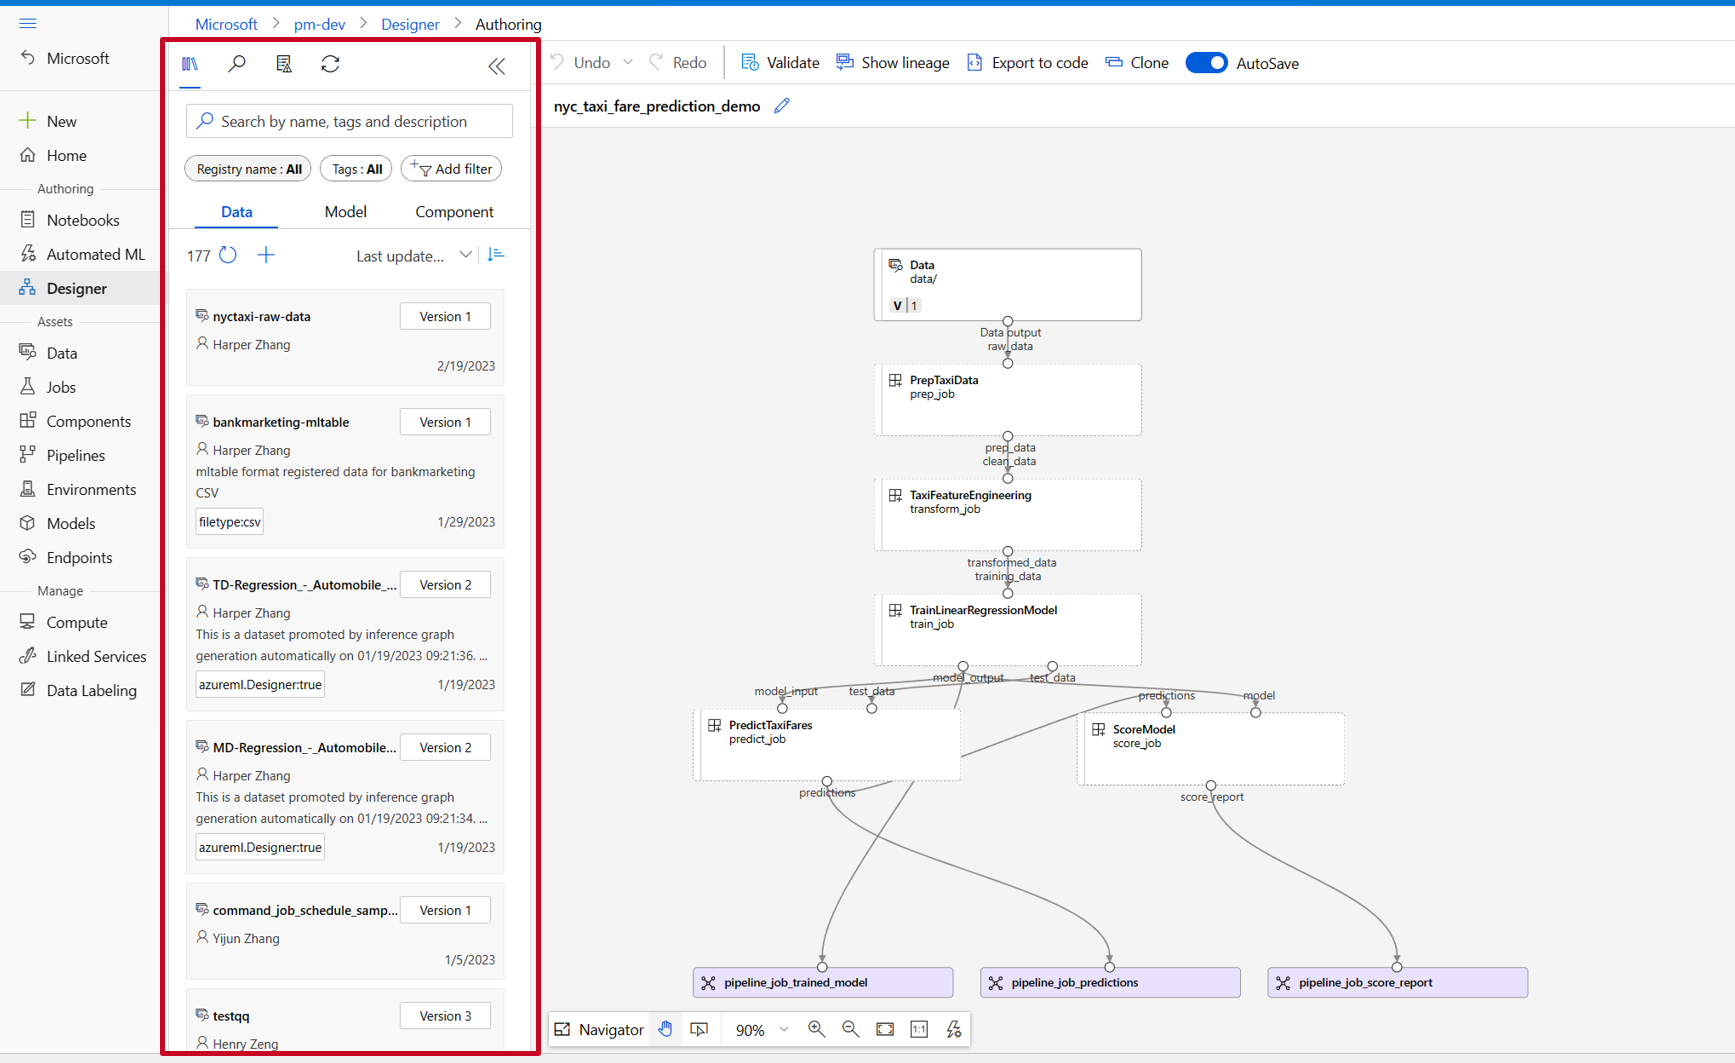 Microsoft > pm-dev > Designer > Authoring
Microsoft
New
Home
Authoring
Notebooks
Automated ML
Designer
Assets
Data
Jobs
Components
Pipelines
Environments
Models
Endpoints
Manage
Compute
Linked Services
Data Labeling
Search by name, tags and description
Registry name : All
Tags : All
Add filter
Data
Model
Component
177
Last update...
nyctaxi-raw-data
Version 1
Harper Zhang
2/19/2023
bankmarketing-mltable
Version 1
Harper Zhang
mltable format registered data for bankmarketing
CSV
filetype:csv
1/29/2023
TD-Regression_-_Automobile_...
Version 2
Harper Zhang
This is a dataset promoted by inference graph
generation automatically on 01/19/2023 09:21:36. ...
azureml.Designer:true
1/19/2023
MD-Regression_-_Automobile...
Version 2
Harper Zhang
This is a dataset promoted by inference graph
generation automatically on 01/19/2023 09:21:34. ...
azureml.Designer:true
1/19/2023
command_job_schedule_samp...
Version 1
Yijun Zhang
1/5/2023
testqq
Version 3
Henry Zeng
Undo
Redo
Validate
Show lineage
Export to code
Clone
AutoSave
nyc_taxi_fare_prediction_demo
Data
data/
V | 1
Data output
raw_data
PrepTaxiData
prep_job
prep_data
clean_data
TaxiFeatureEngineering
transform_job
transformed_data
training_data
TrainLinearRegressionModel
train_job
model_output
test_data
model_input
test_data
predictions
model
PredictTaxiFares
predict_job
ScoreModel
score_job
predictions
score_report
pipeline_job_trained_model
pipeline_job_predictions
pipeline_job_score_report
Navigator
90%
1:1